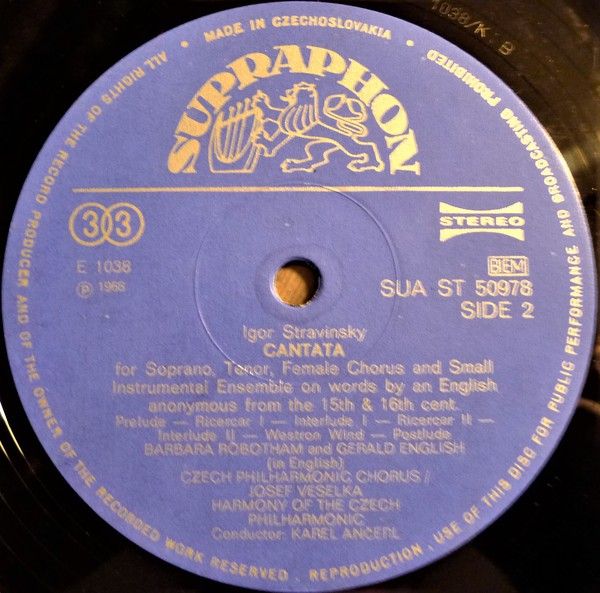 ALL RIGHTS OF THE RECORD PRODUCER AND OF THE OWNER OF THE RECORDED WORK RESERVED . REPRODUCTION . USE OF THIS DISC FOR PUBLIC PERFORMANCE AND BROADCASTING PROHIBITED
• MADE IN CZECHOSLOVAKIA •
1038/K B
SUPRAPHON
33
STEREO
E 1038
BIEM
℗ 1968
SUA ST 50978
SIDE 2
Igor Stravinsky
CANTATA
for Soprano, Tenor, Female Chorus and Small
Instrumental Ensemble on words by an English
anonymous from the 15th & 16th cent.
Prelude — Ricercar I — Interlude I — Ricercar II —
Interlude II — Westron Wind — Postlude
BARBARA ROBOTHAM and GERALD ENGLISH
(in English)
CZECH PHILHARMONIC CHORUS /
JOSEF VESELKA
HARMONY OF THE CZECH
PHILHARMONIC
Conductor: KAREL ANČERL